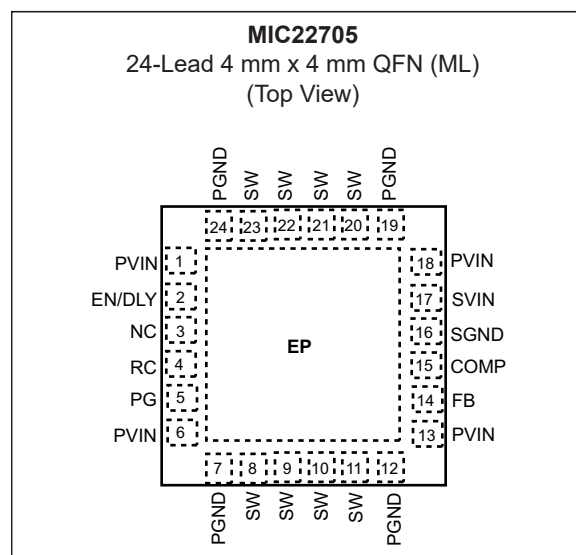 MIC22705
24-Lead 4 mm x 4 mm QFN (ML)
(Top View)
PGND SW SW SW SW PGND
24 23 22 21 20 19
PVIN 1 18 PVIN
EN/DLY 2 17 SVIN
NC 3 16 SGND
RC 4 15 COMP
EP
PG 5 14 FB
PVIN 6 13 PVIN
7 8 9 10 11 12
PGND SW SW SW SW PGND